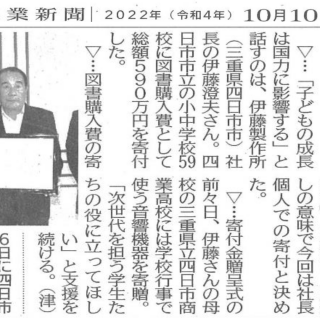 業新聞 2022年（令和4年） 10月10
▽…「子どもの成長
は国力に影響する」と
話すのは、伊藤製作所
（三重県四日市市）社
長の伊藤澄夫さん。四
日市市立の小中学校59
校に図書購入費として
総額590万円を寄付
した。
▽…図書購入費の寄
しの意味で今回は社長
個人での寄付と決め
た。
▽…寄付金贈呈式の
前々日、伊藤さんの母
校の三重県立四日市商
業高校には学校行事で
使う音響機器を寄贈。
「次世代を担う学生た
ちの役に立ってほし
い」と支援を
続ける。（津）
6日に四日市